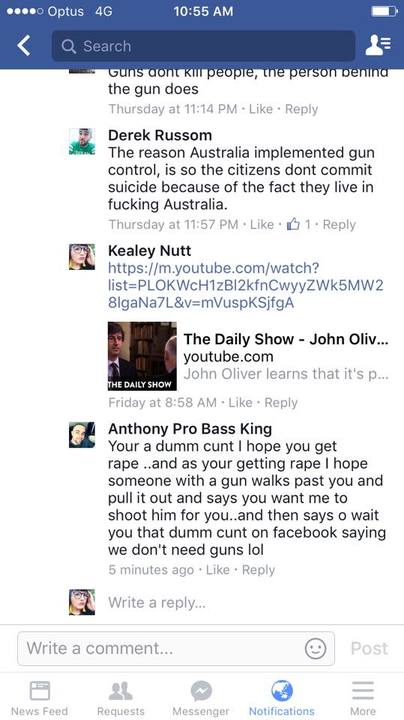 Optus 4G 10:55 AM
Search
Guns dont kill people, the person behind
the gun does
Thursday at 11:14 PM · Like · Reply
Derek Russom
The reason Australia implemented gun
control, is so the citizens dont commit
suicide because of the fact they live in
fucking Australia.
Thursday at 11:57 PM · Like · 1 · Reply
Kealey Nutt
https://m.youtube.com/watch?
list=PLOKWcH1zBl2kfnCwyyZWk5MW2
8lgaNa7L&v=mVuspKSjfgA
The Daily Show - John Oliv...
youtube.com
John Oliver learns that it's p...
THE DAILY SHOW
Friday at 8:58 AM · Like · Reply
Anthony Pro Bass King
Your a dumm cunt I hope you get
rape ..and as your getting rape I hope
someone with a gun walks past you and
pull it out and says you want me to
shoot him for you..and then says o wait
you that dumm cunt on facebook saying
we don't need guns lol
5 minutes ago · Like · Reply
Write a reply...
Write a comment... Post
News Feed Requests Messenger Notifications More